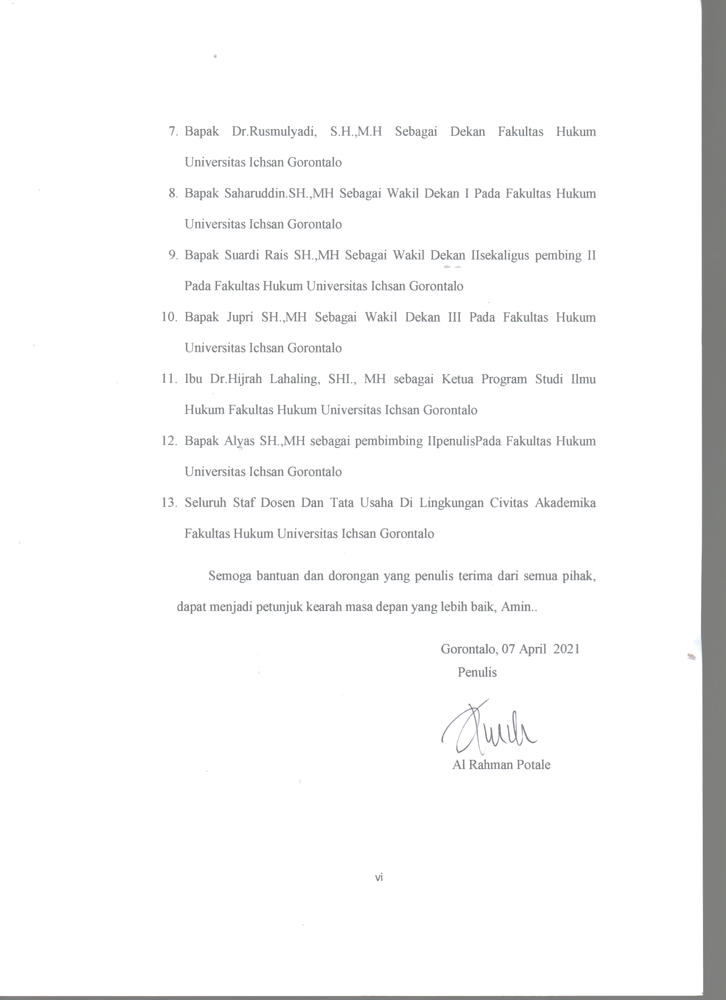 7. Bapak Dr.Rusmulyadi, S.H.,M.H Sebagai Dekan Fakultas Hukum
Universitas Ichsan Gorontalo
8. Bapak Saharuddin.SH.,MH Sebagai Wakil Dekan I Pada Fakultas Hukum
Universitas Ichsan Gorontalo
9. Bapak Suardi Rais SH.,MH Sebagai Wakil Dekan IIsekaligus pembing II
Pada Fakultas Hukum Universitas Ichsan Gorontalo
10. Bapak Jupri SH.,MH Sebagai Wakil Dekan III Pada Fakultas Hukum
Universitas Ichsan Gorontalo
11. Ibu Dr.Hijrah Lahaling, SHI., MH sebagai Ketua Program Studi Ilmu
Hukum Fakultas Hukum Universitas Ichsan Gorontalo
12. Bapak Alyas SH.,MH sebagai pembimbing IIpenulisPada Fakultas Hukum
Universitas Ichsan Gorontalo
13. Seluruh Staf Dosen Dan Tata Usaha Di Lingkungan Civitas Akademika
Fakultas Hukum Universitas Ichsan Gorontalo
Semoga bantuan dan dorongan yang penulis terima dari semua pihak,
dapat menjadi petunjuk kearah masa depan yang lebih baik, Amin..
Gorontalo, 07 April 2021
Penulis
Al Rahman Potale
vi